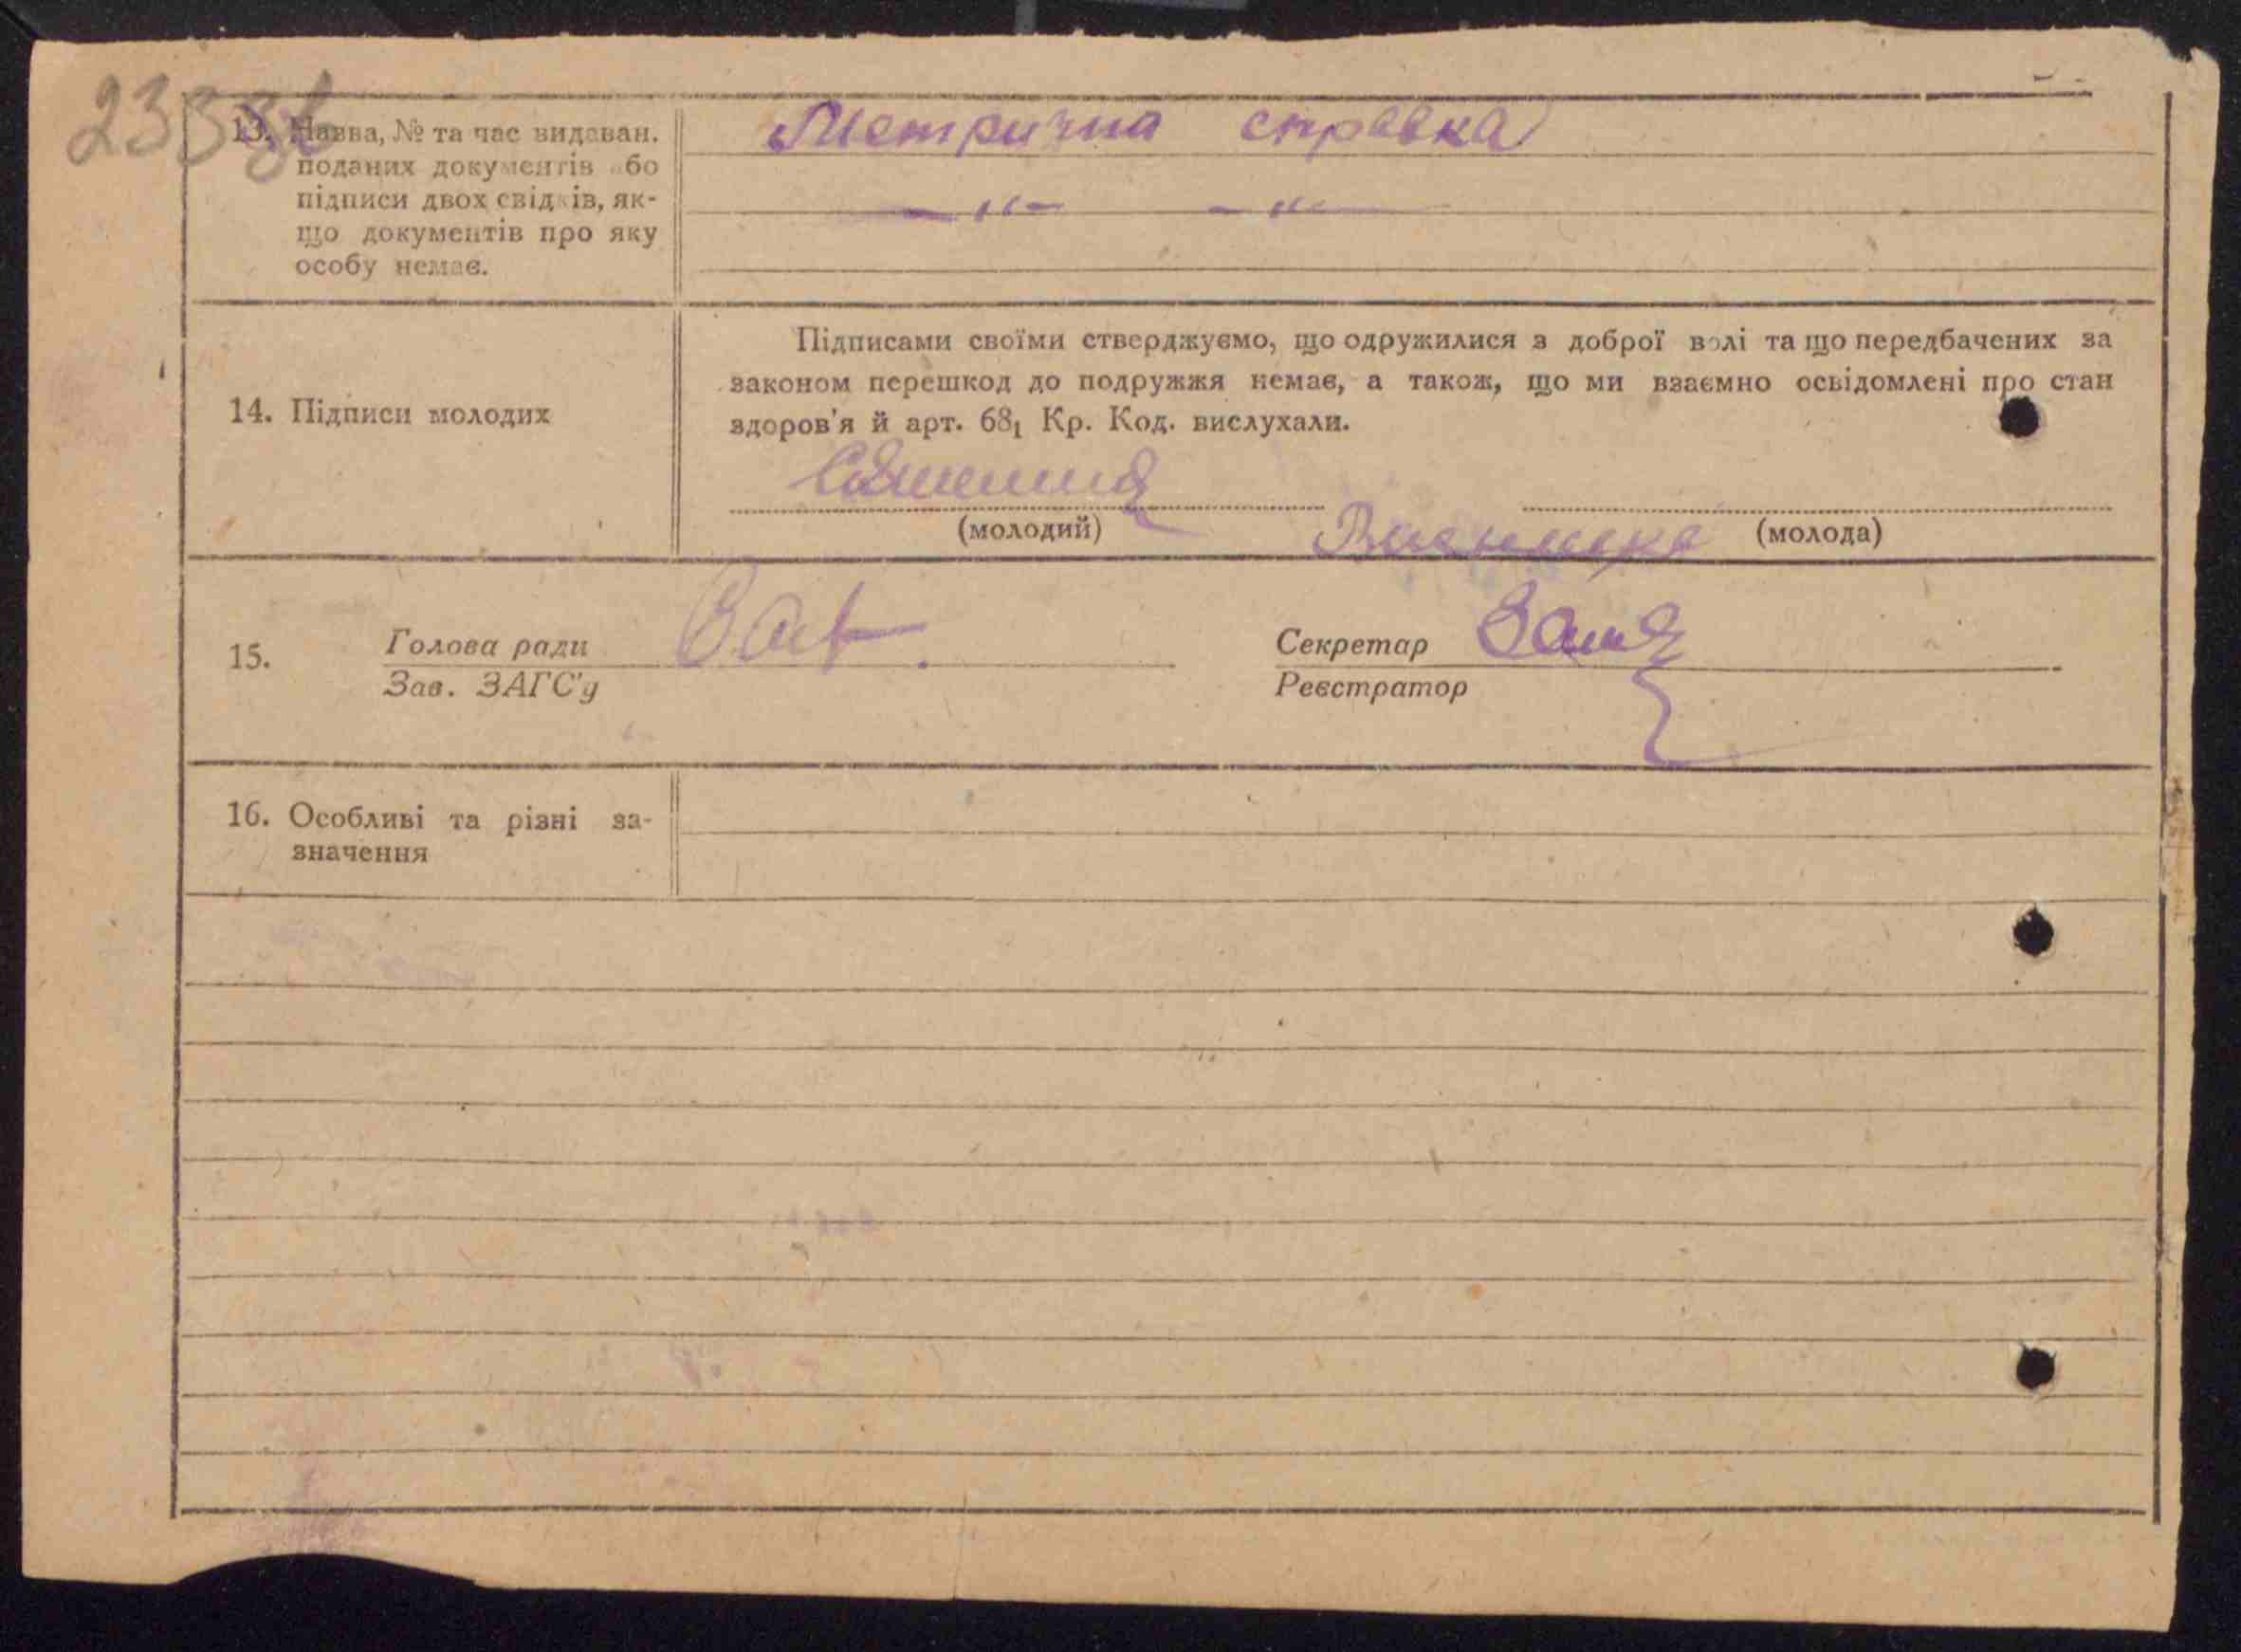 13. Назва, № та час видаван.
поданих документів або
підписи двох свідків, як-
що документів про яку
особу немає.
Метрична справка
— " — — " —
14. Підписи молодих
Підписами своїми стверджуємо, що одружилися з доброї волі та що передбачених за
законом перешкод до подружжя немає, а також, що ми взаємно освідомлені про стан
здоров'я й арт. 68₁ Кр. Код. вислухали.
(молодий)
(молода)
15.
Голова ради
Зав. ЗАГС'у
Секретар
Реєстратор
16. Особливі та різні за-
значення